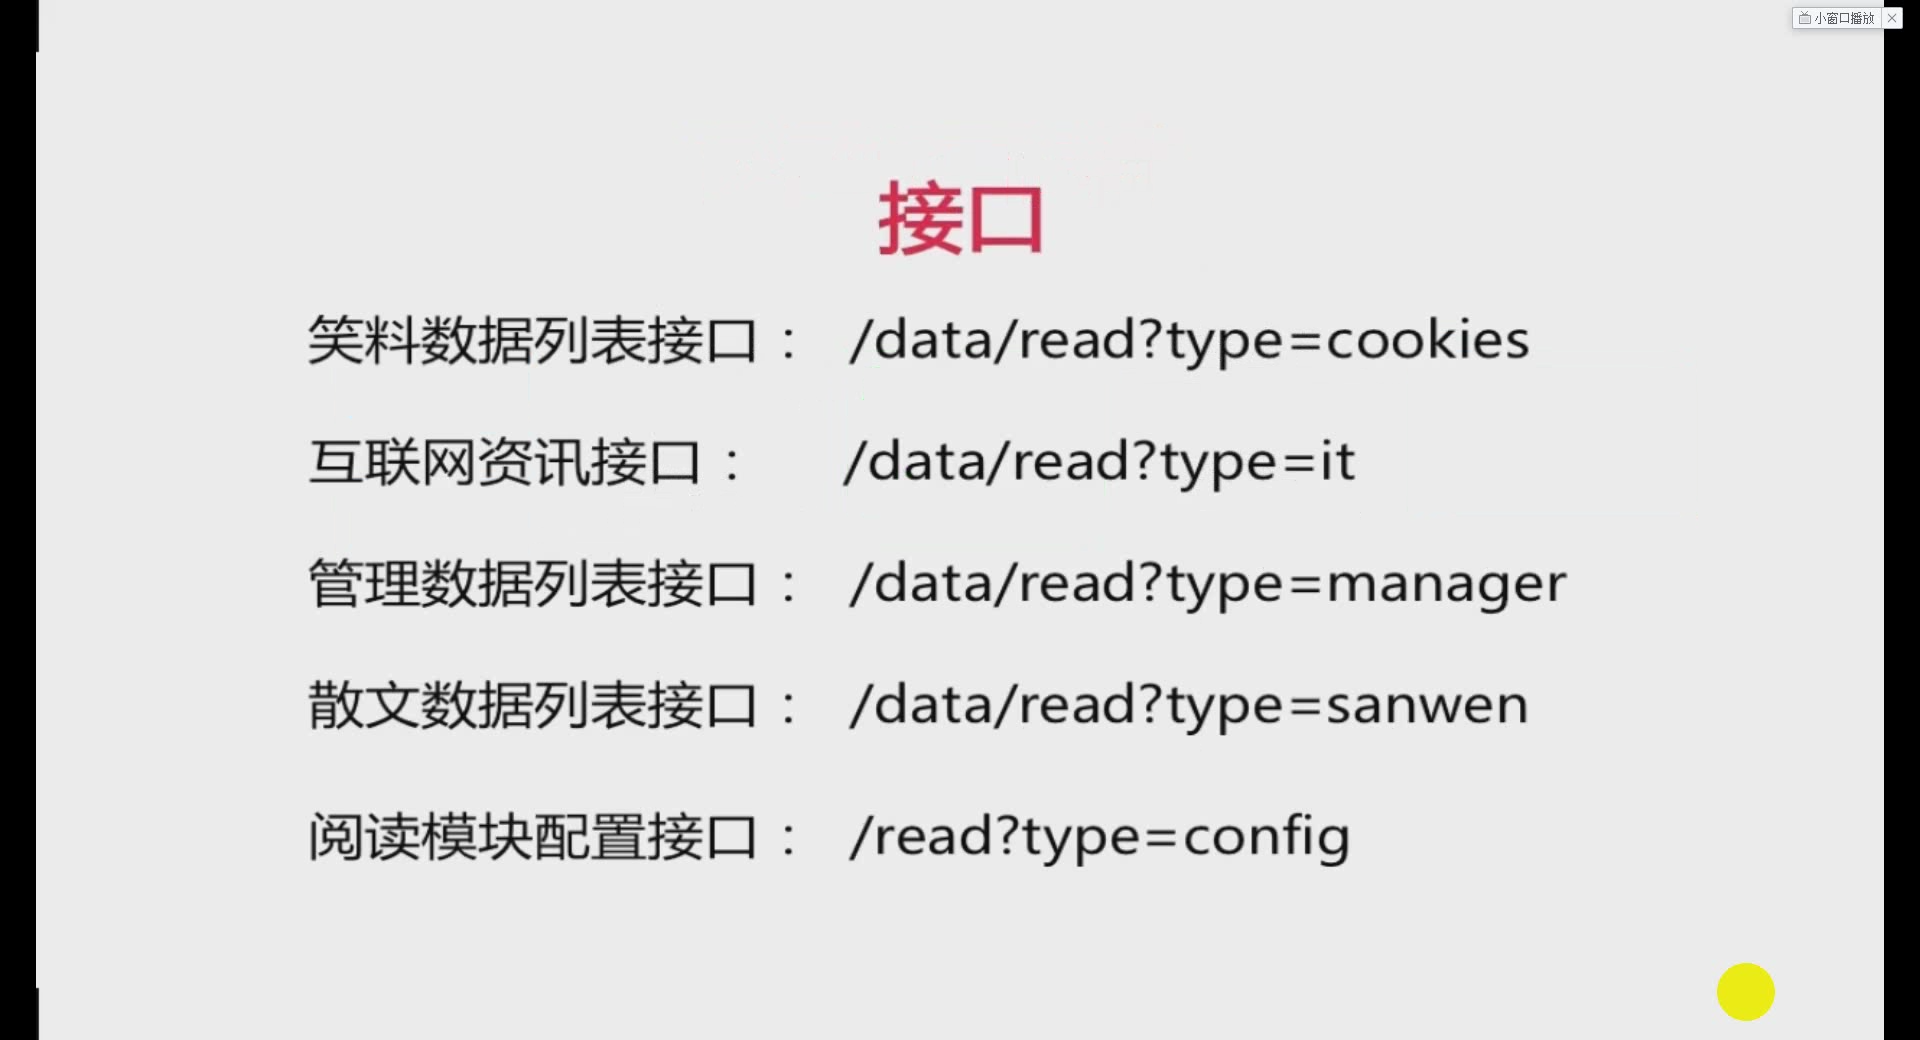 小窗口播放
接口
笑料数据列表接口： /data/read?type=cookies
互联网资讯接口： /data/read?type=it
管理数据列表接口： /data/read?type=manager
散文数据列表接口： /data/read?type=sanwen
阅读模块配置接口： /read?type=config